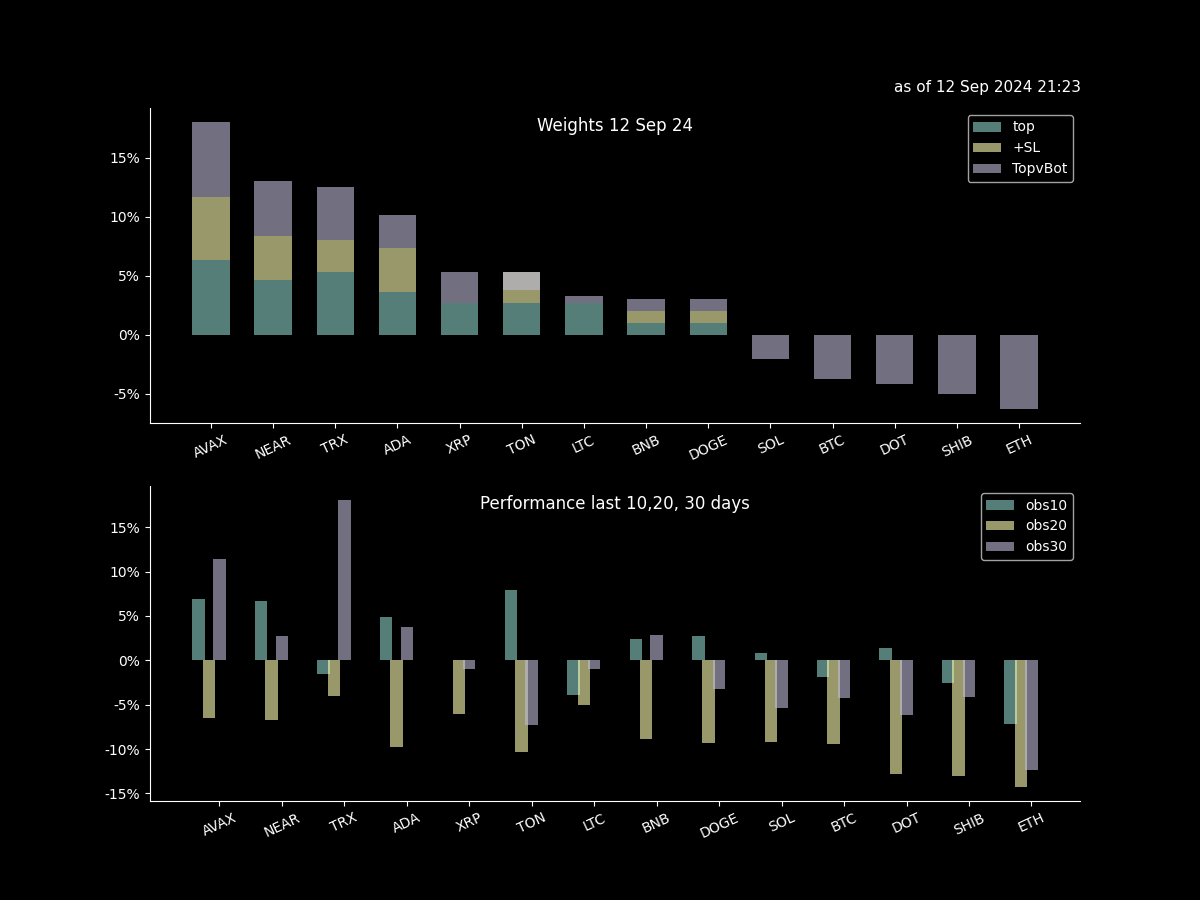 as of 12 Sep 2024 21:23
Weights 12 Sep 24
top
+SL
TopvBot
15%
10%
5%
0%
-5%
AVAX NEAR TRX ADA XRP TON LTC BNB DOGE SOL BTC DOT SHIB ETH
Performance last 10,20, 30 days
obs10
obs20
obs30
15%
10%
5%
0%
-5%
-10%
-15%
AVAX NEAR TRX ADA XRP TON LTC BNB DOGE SOL BTC DOT SHIB ETH